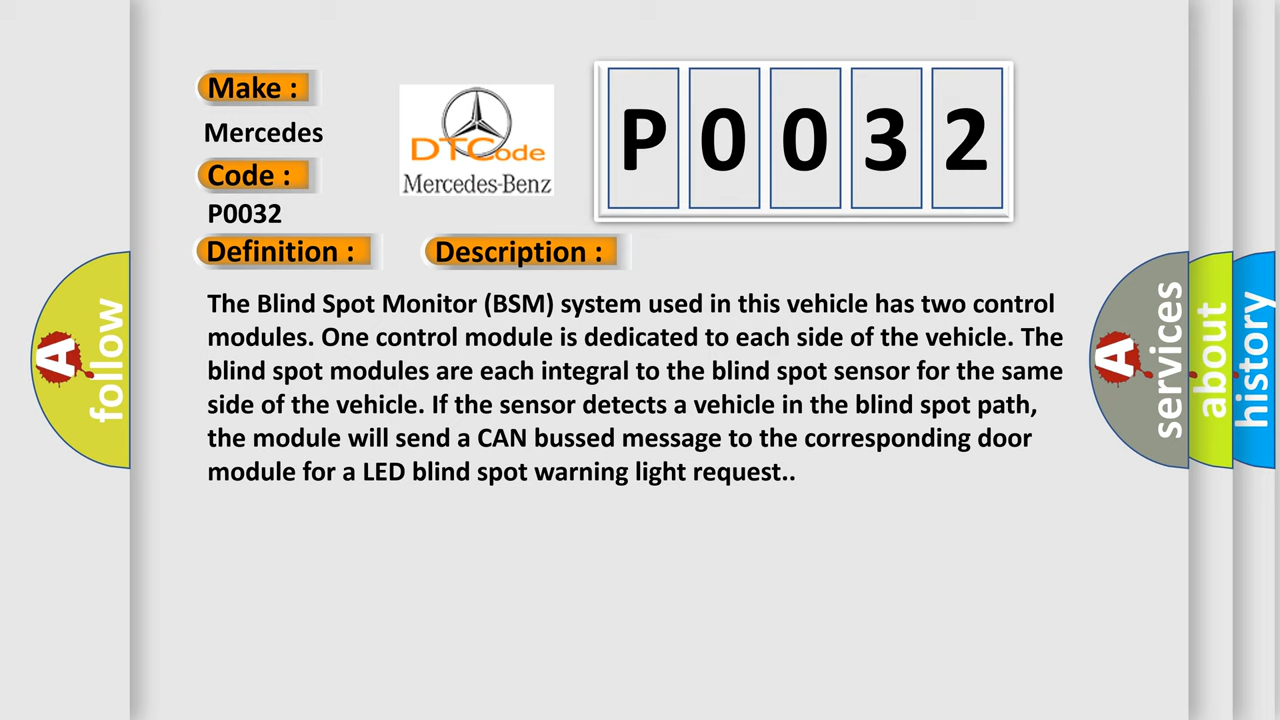 Make :
Mercedes
Code :
P0032
DTCode
Mercedes-Benz
P0032
Definition :
Description :
The Blind Spot Monitor (BSM) system used in this vehicle has two control
modules. One control module is dedicated to each side of the vehicle. The
blind spot modules are each integral to the blind spot sensor for the same
side of the vehicle. If the sensor detects a vehicle in the blind spot path,
the module will send a CAN bussed message to the corresponding door
module for a LED blind spot warning light request..
A
follow
A
services
about
history